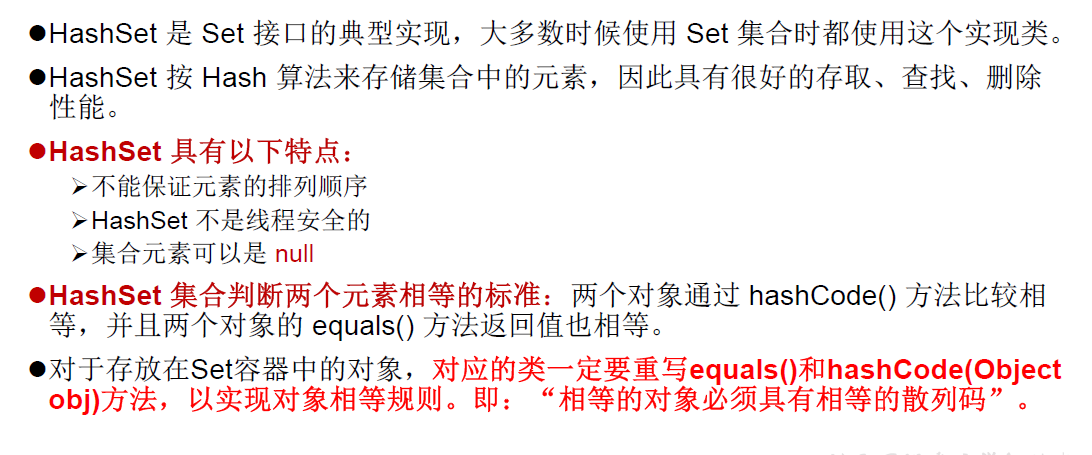 ●HashSet 是 Set 接口的典型实现，大多数时候使用 Set 集合时都使用这个实现类。
●HashSet 按 Hash 算法来存储集合中的元素，因此具有很好的存取、查找、删除
性能。
●HashSet 具有以下特点：
➢不能保证元素的排列顺序
➢HashSet 不是线程安全的
➢集合元素可以是 null
●HashSet 集合判断两个元素相等的标准：两个对象通过 hashCode() 方法比较相
等，并且两个对象的 equals() 方法返回值也相等。
●对于存放在Set容器中的对象，对应的类一定要重写equals()和hashCode(Object
obj)方法，以实现对象相等规则。即：“相等的对象必须具有相等的散列码”。